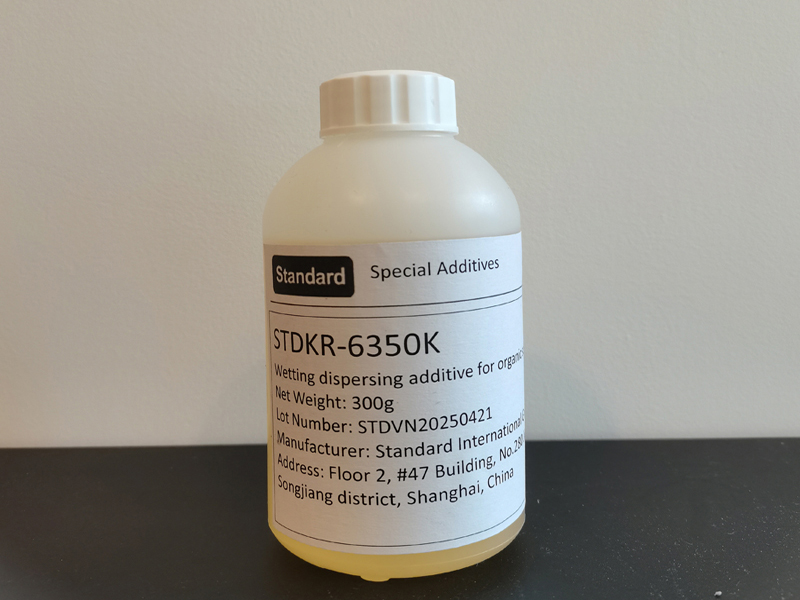 Standard
Special Additives
STDKR-6350K
Wetting dispersing additive for organic
Net Weight: 300g
Lot Number: STDVN20250421
Manufacturer: Standard International
Address: Floor 2, #47 Building, No.280
Songjiang district, Shanghai, China